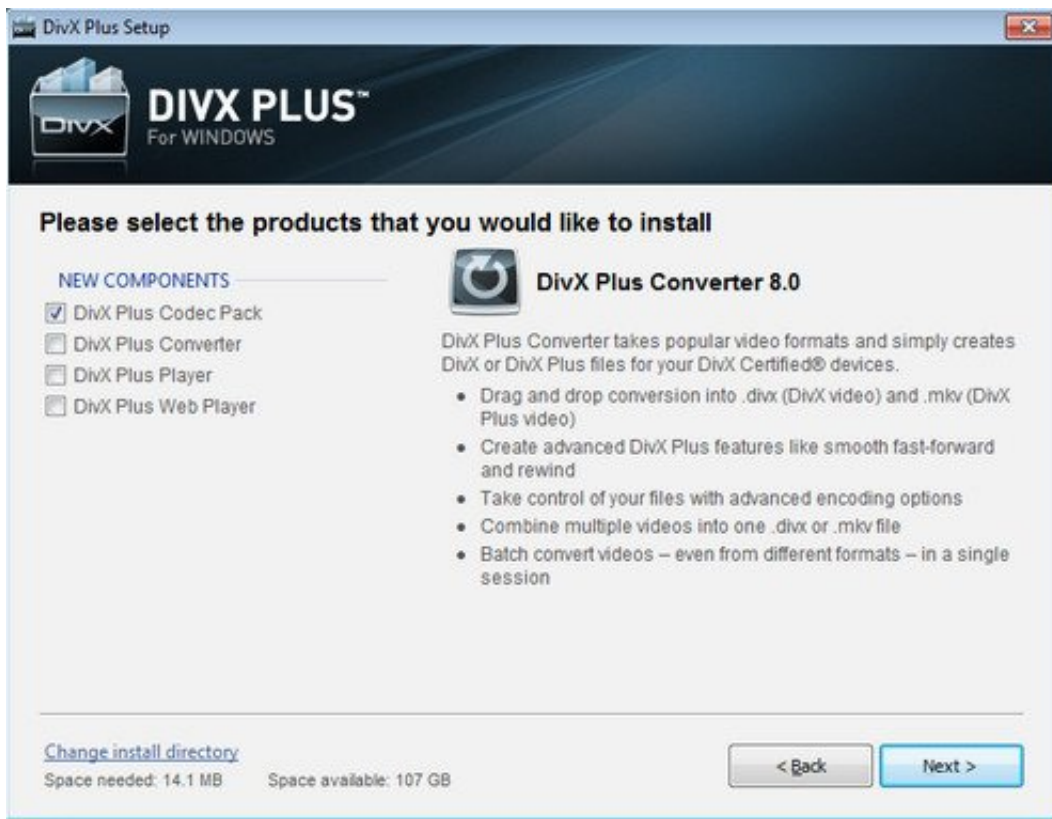 DivX Plus Setup
DIVX
DIVX PLUS™
For WINDOWS
Please select the products that you would like to install
NEW COMPONENTS
DivX Plus Codec Pack
DivX Plus Converter
DivX Plus Player
DivX Plus Web Player
DivX Plus Converter 8.0
DivX Plus Converter takes popular video formats and simply creates
DivX or DivX Plus files for your DivX Certified® devices.
• Drag and drop conversion into .divx (DivX video) and .mkv (DivX
Plus video)
• Create advanced DivX Plus features like smooth fast-forward
and rewind
• Take control of your files with advanced encoding options
• Combine multiple videos into one .divx or .mkv file
• Batch convert videos – even from different formats – in a single
session
Change install directory
Space needed: 14.1 MB Space available: 107 GB
< Back
Next >